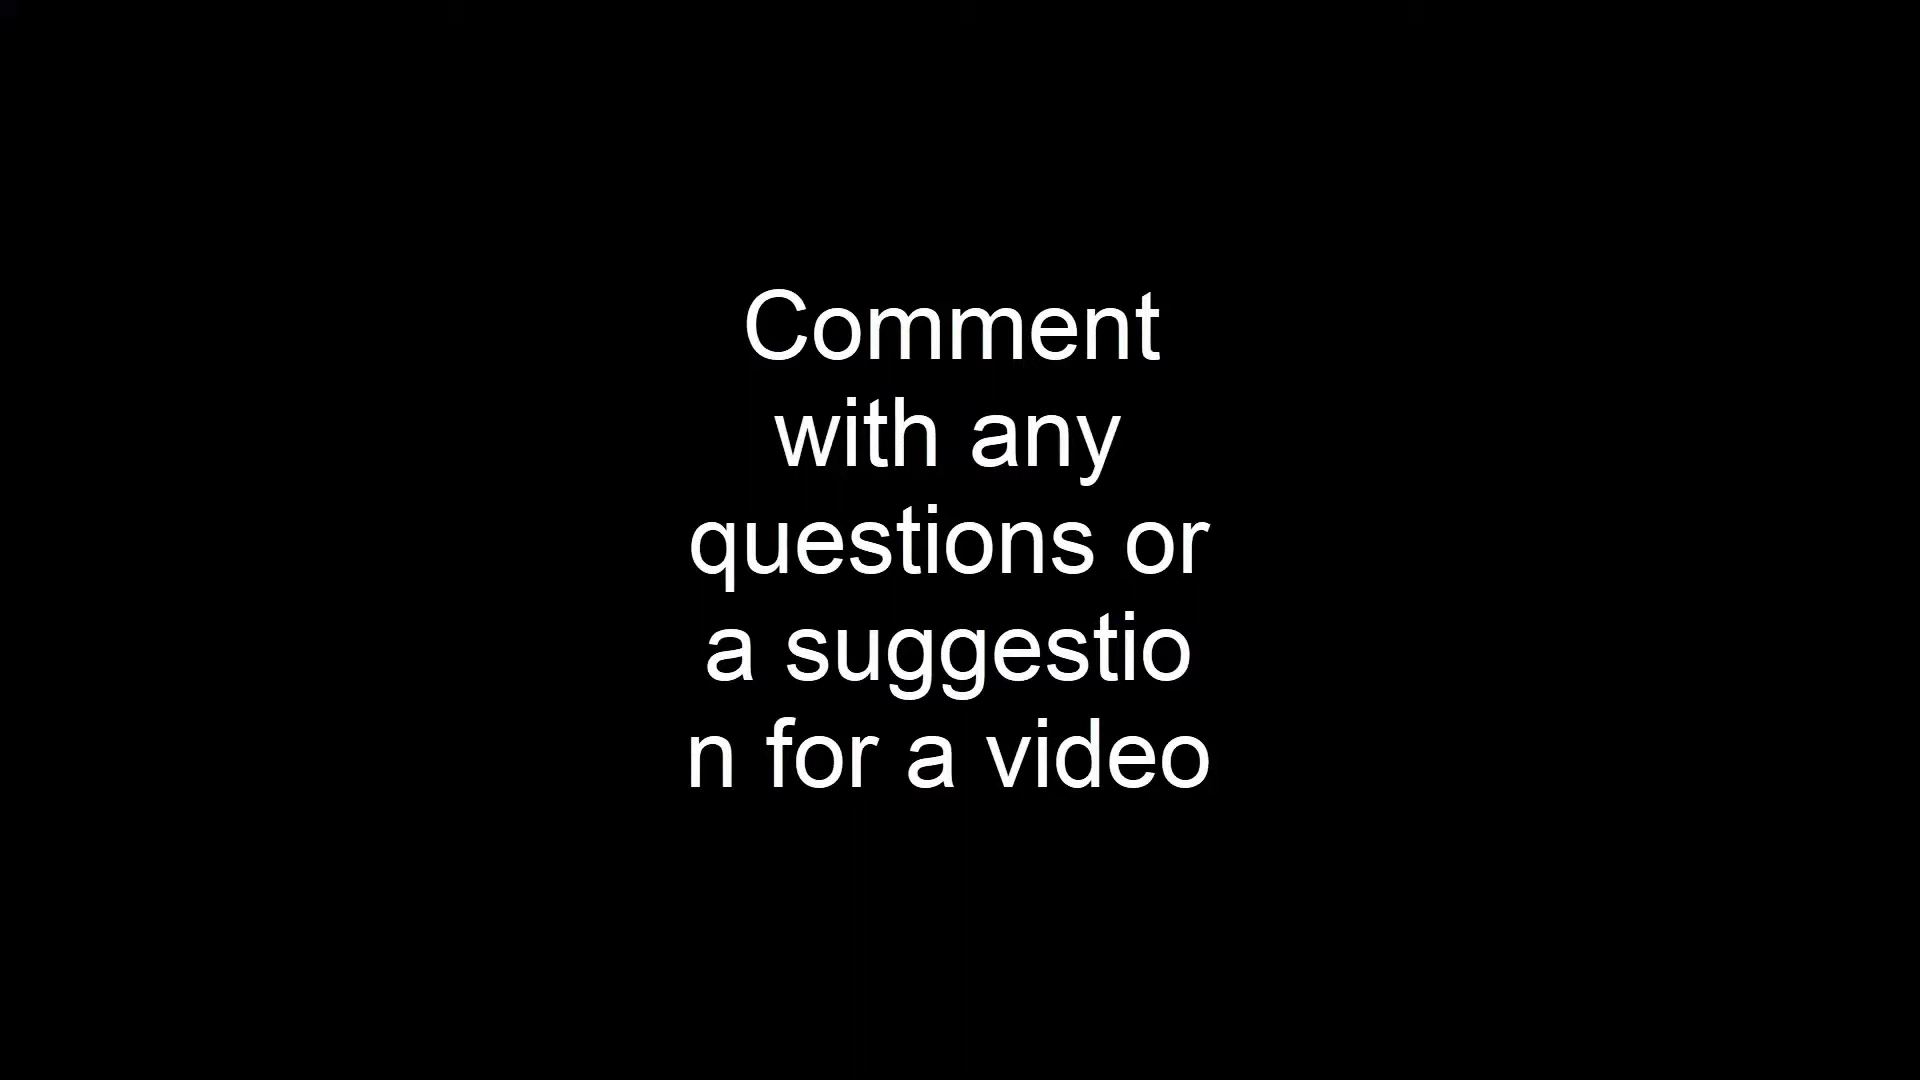 Comment
with any
questions or
a suggestio
n for a video